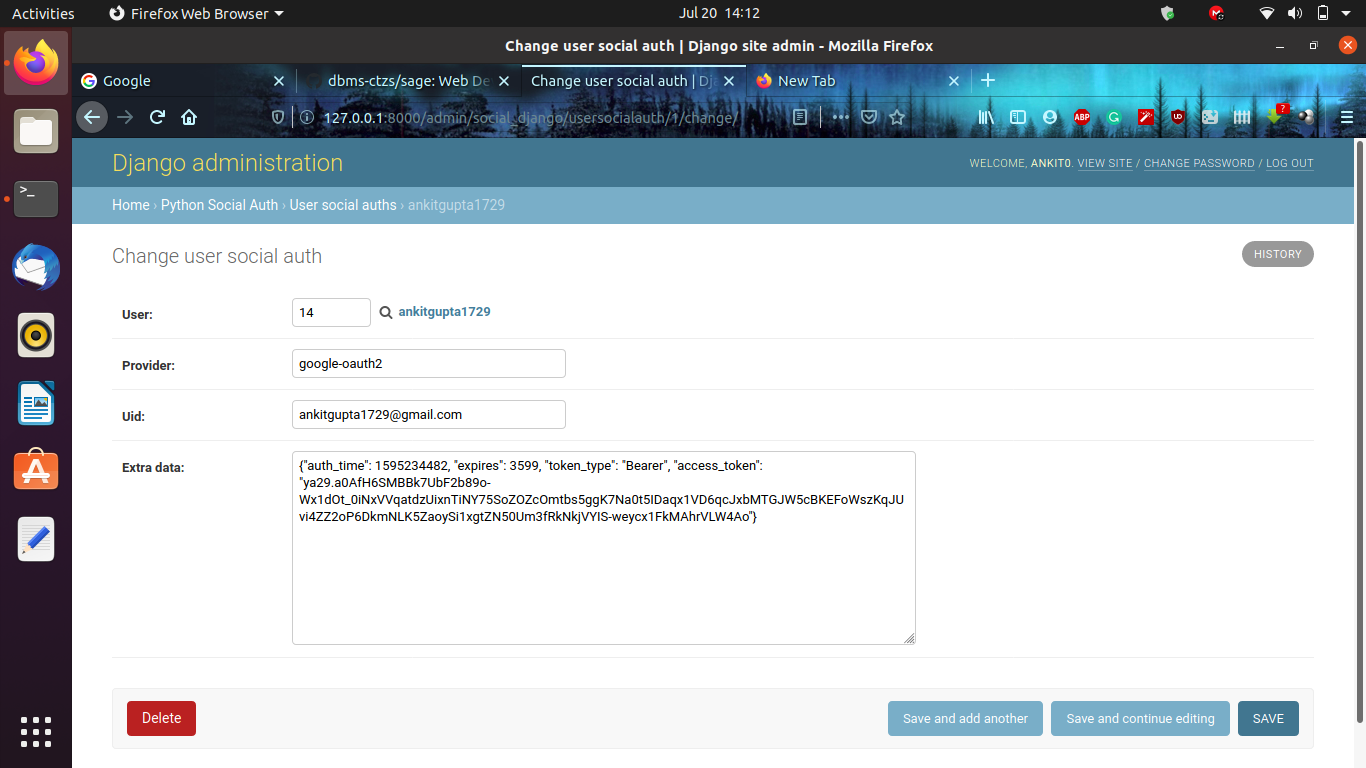 Activities Firefox Web Browser Jul 20 14:12
Change user social auth | Django site admin - Mozilla Firefox
Google dbms-ctzs/sage: Web De Change user social auth | Dj New Tab
127.0.0.1:8000/admin/social_django/usersocialauth/1/change/
ABP
Django administration
WELCOME, ANKIT0. VIEW SITE / CHANGE PASSWORD / LOG OUT
Home › Python Social Auth › User social auths › ankitgupta1729
Change user social auth
HISTORY
User: 14 ankitgupta1729
Provider: google-oauth2
Uid: ankitgupta1729@gmail.com
Extra data: {"auth_time": 1595234482, "expires": 3599, "token_type": "Bearer", "access_token":
"ya29.a0AfH6SMBBk7UbF2b89o-
Wx1dOt_0iNxVVqatdzUixnTiNY75SoZOZcOmtbs5ggK7Na0t5IDaqx1VD6qcJxbMTGJW5cBKEFoWszKqJU
vi4ZZ2oP6DkmNLK5ZaoySi1xgtZN50Um3fRkNkjVYIS-weycx1FkMAhrVLW4Ao"}
Delete Save and add another Save and continue editing SAVE